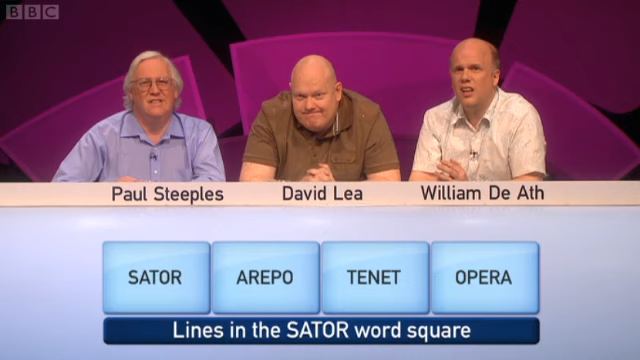 BBC
Paul Steeples David Lea William De Ath
SATOR AREPO TENET OPERA
Lines in the SATOR word square